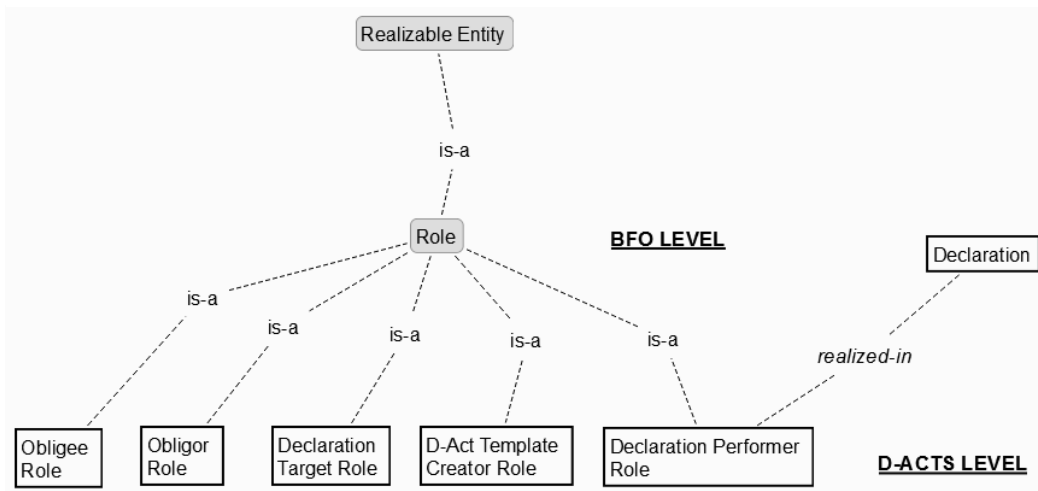 Realizable Entity
is-a
Role
BFO LEVEL
Declaration
is-a
is-a
is-a
is-a
is-a
realized-in
Obligee
Role
Obligor
Role
Declaration
Target Role
D-Act Template
Creator Role
Declaration Performer
Role
D-ACTS LEVEL